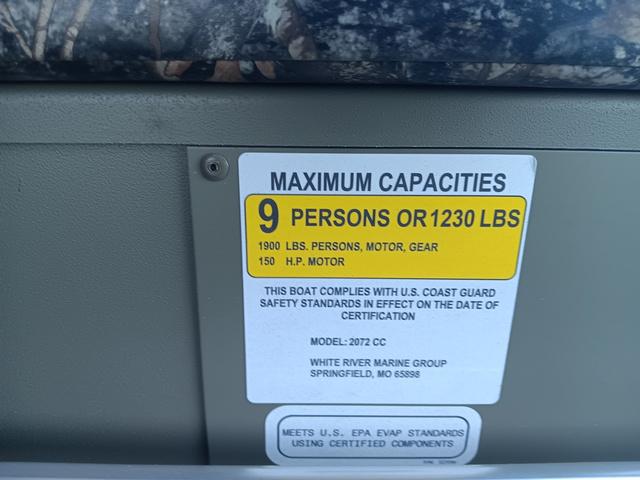 MAXIMUM CAPACITIES
9 PERSONS OR 1230 LBS
1900 LBS. PERSONS, MOTOR, GEAR
150 H.P. MOTOR
THIS BOAT COMPLIES WITH U.S. COAST GUARD
SAFETY STANDARDS IN EFFECT ON THE DATE OF
CERTIFICATION
MODEL: 2072 CC
WHITE RIVER MARINE GROUP
SPRINGFIELD, MO 65898
MEETS U.S. EPA EVAP STANDARDS
USING CERTIFIED COMPONENTS